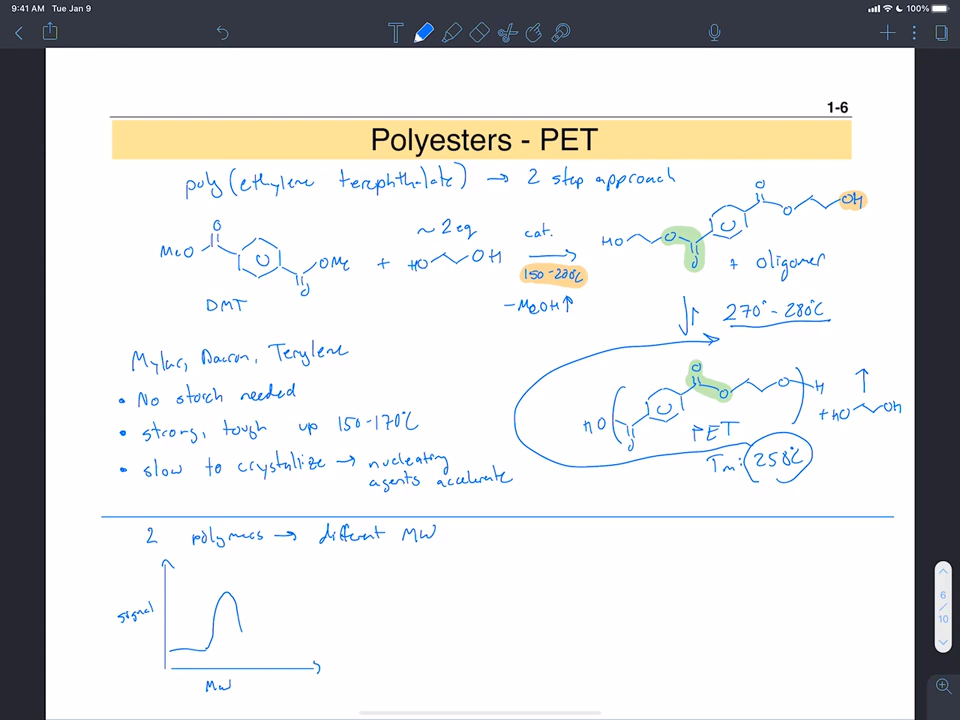 9:41 AM Tue Jan 9
100%
1-6
Polyesters - PET
poly (ethylene terephthalate) → 2 step approach
MeO
O
O
OMe
DMT
+
~ 2 eq
HO
OH
cat.
150-200°C
- MeOH ↑
HO
O
O
O
O
OH
+ oligomer
270° - 280°C
Mylar, Dacron, Terylene
• No stoich needed
• strong, tough up 150-170°C
• slow to crystallize → nucleating
agents accelerate
HO
O
O
O
O
H
+ HO
OH
PET
Tm: 258°C
2 polymers → different MW
signal
MW
6
/
10